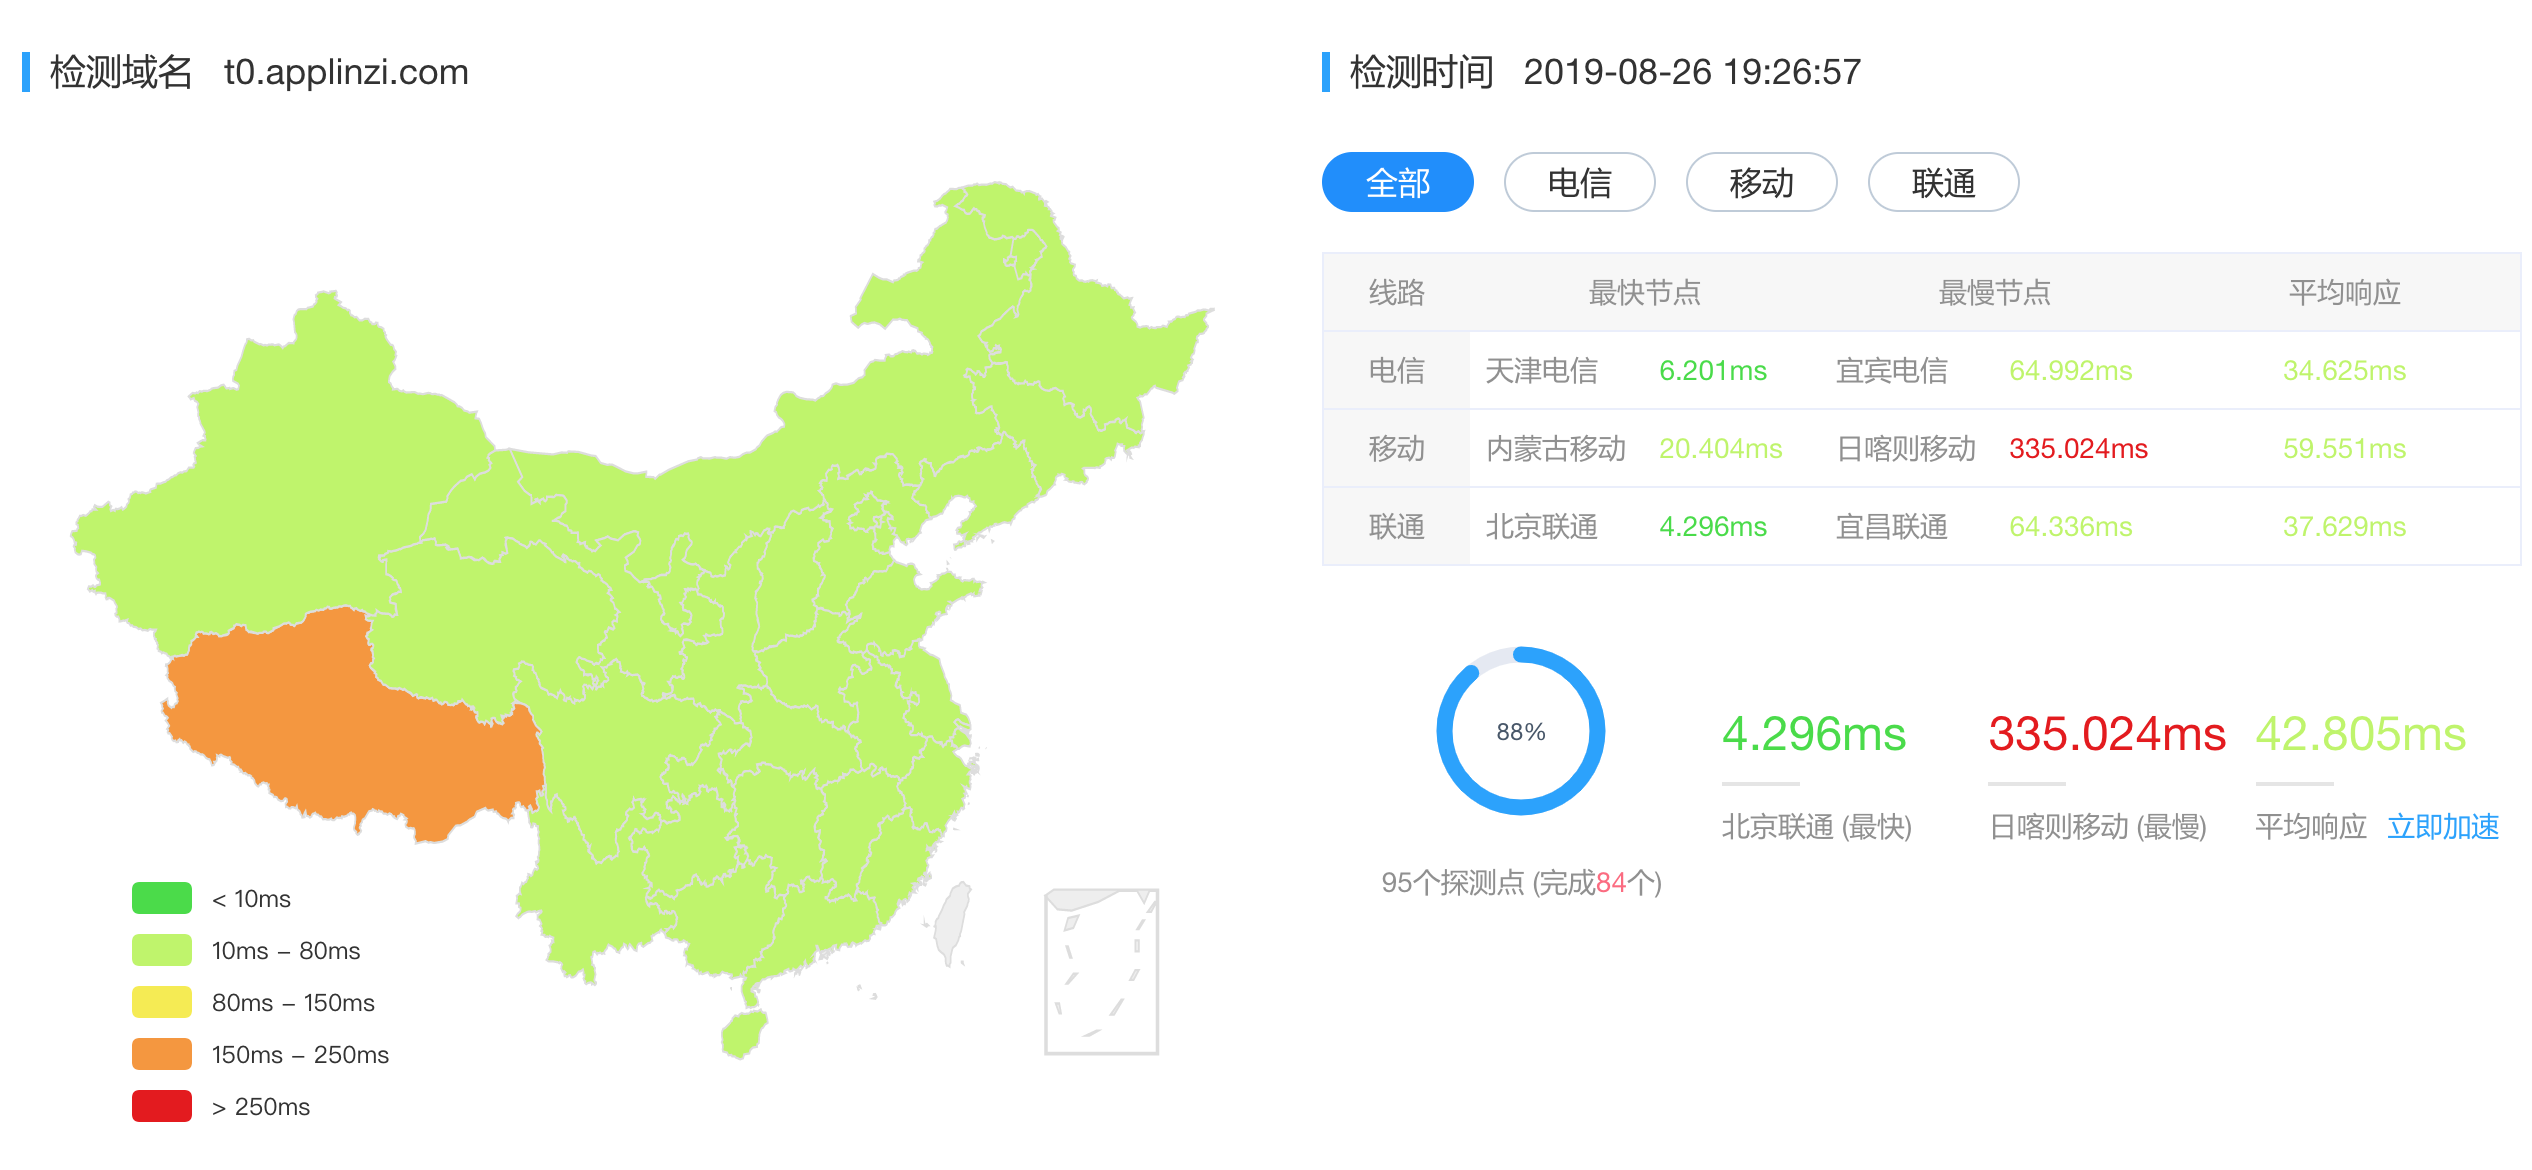 检测域名 t0.applinzi.com
< 10ms
10ms – 80ms
80ms – 150ms
150ms – 250ms
> 250ms
检测时间 2019-08-26 19:26:57
全部 电信 移动 联通
线路 最快节点 最慢节点 平均响应
电信 天津电信 6.201ms 宜宾电信 64.992ms 34.625ms
移动 内蒙古移动 20.404ms 日喀则移动 335.024ms 59.551ms
联通 北京联通 4.296ms 宜昌联通 64.336ms 37.629ms
88%
95个探测点 (完成84个)
4.296ms 335.024ms 42.805ms
北京联通 (最快) 日喀则移动 (最慢) 平均响应 立即加速